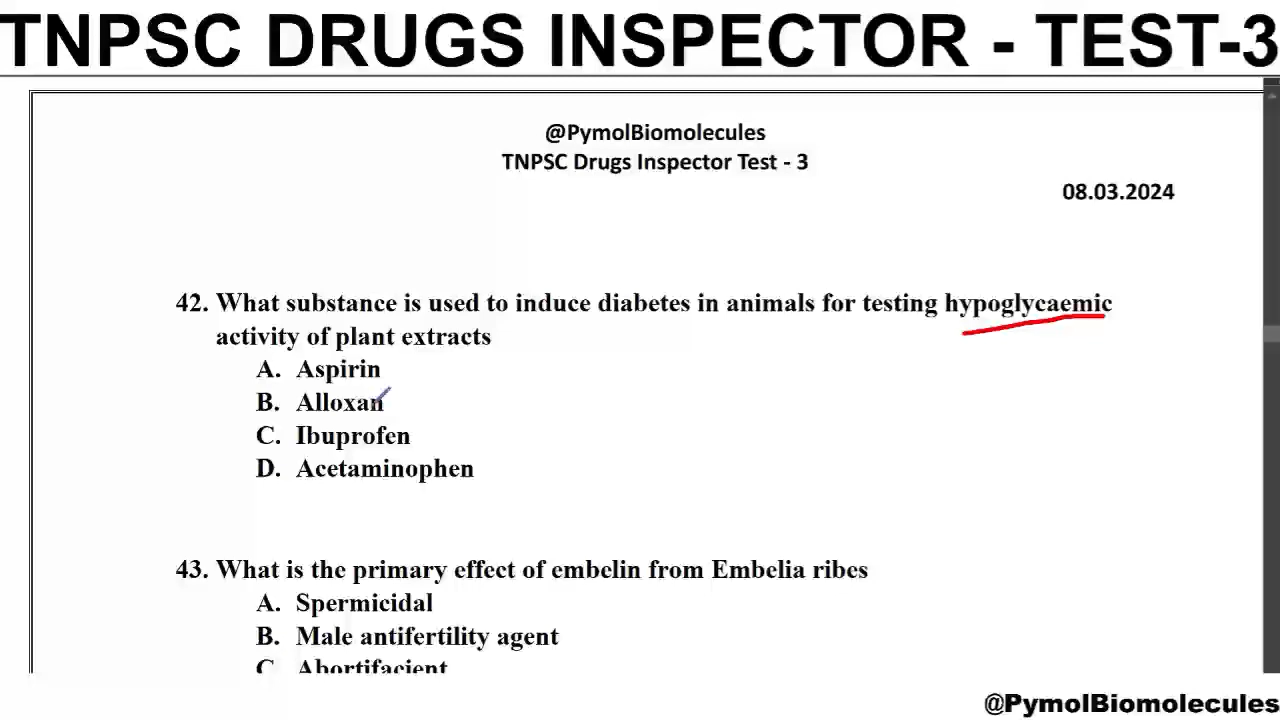 TNPSC DRUGS INSPECTOR - TEST-3
@PymolBiomolecules
TNPSC Drugs Inspector Test - 3
08.03.2024
42. What substance is used to induce diabetes in animals for testing hypoglycaemic
activity of plant extracts
A. Aspirin
B. Alloxan
C. Ibuprofen
D. Acetaminophen
43. What is the primary effect of embelin from Embelia ribes
A. Spermicidal
B. Male antifertility agent
C. Abortifacient
@PymolBiomolecules